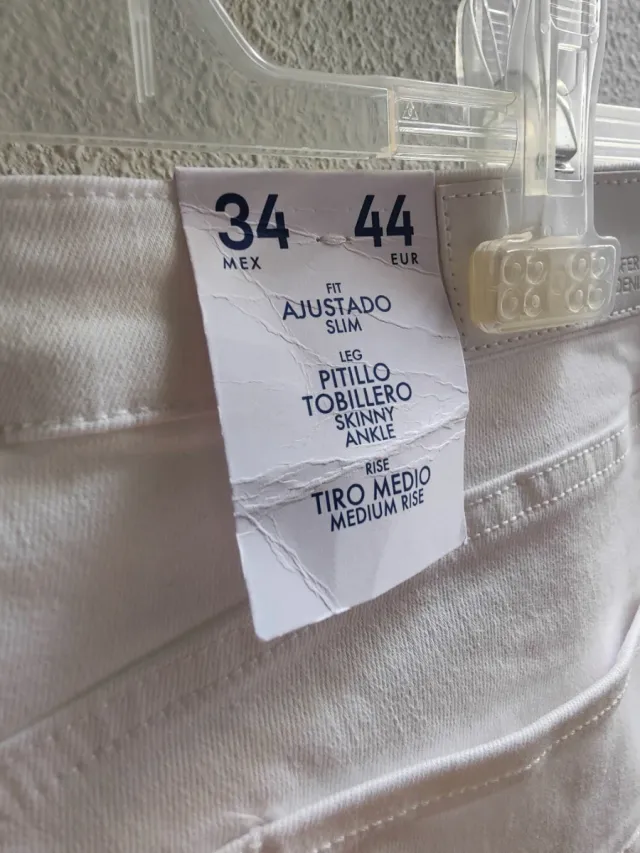 34 44
MEX EUR
FIT
AJUSTADO
SLIM
LEG
PITILLO
TOBILLERO
SKINNY
ANKLE
RISE
TIRO MEDIO
MEDIUM RISE